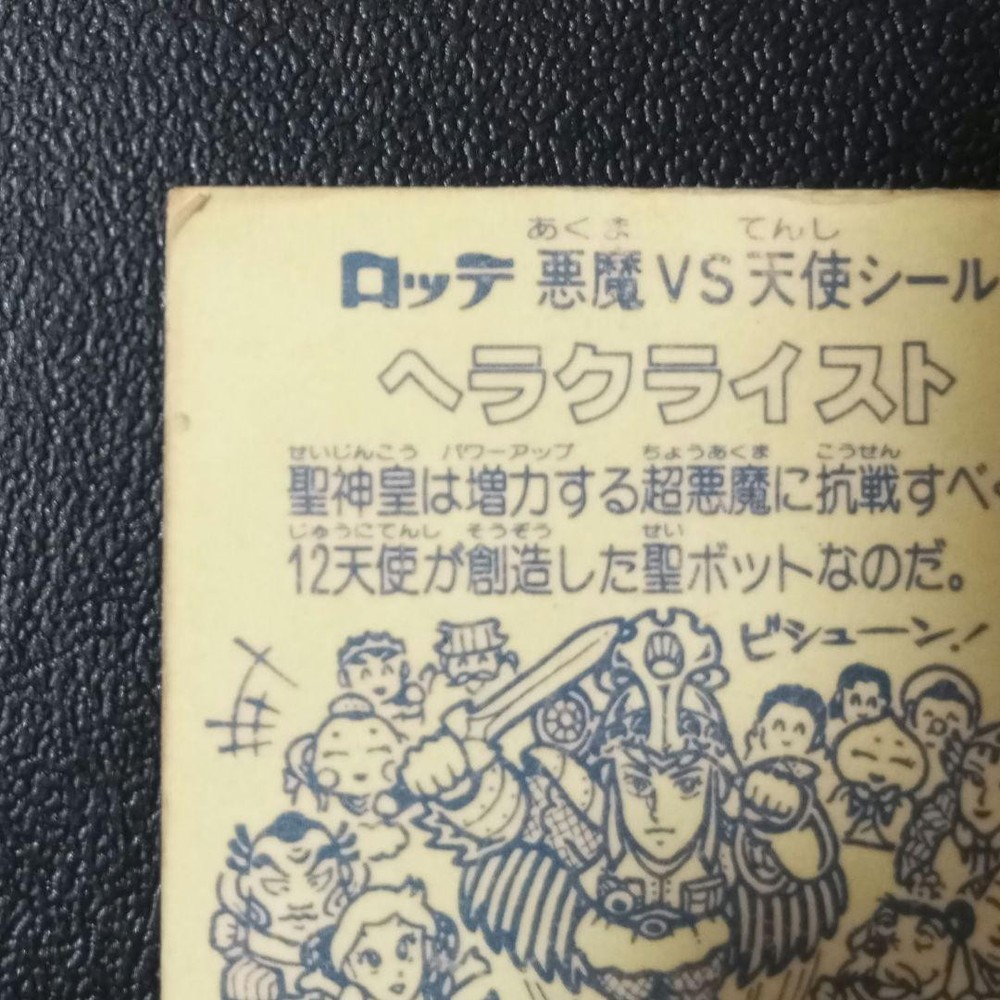 あくま てんし
ロッテ 悪魔VS天使シール
ヘラクライスト
せいじんこう パワーアップ ちょうあくま こうせん
聖神皇は増力する超悪魔に抗戦すべ
じゅうにてんし そうぞう せい
12天使が創造した聖ボットなのだ。
ビシューン!